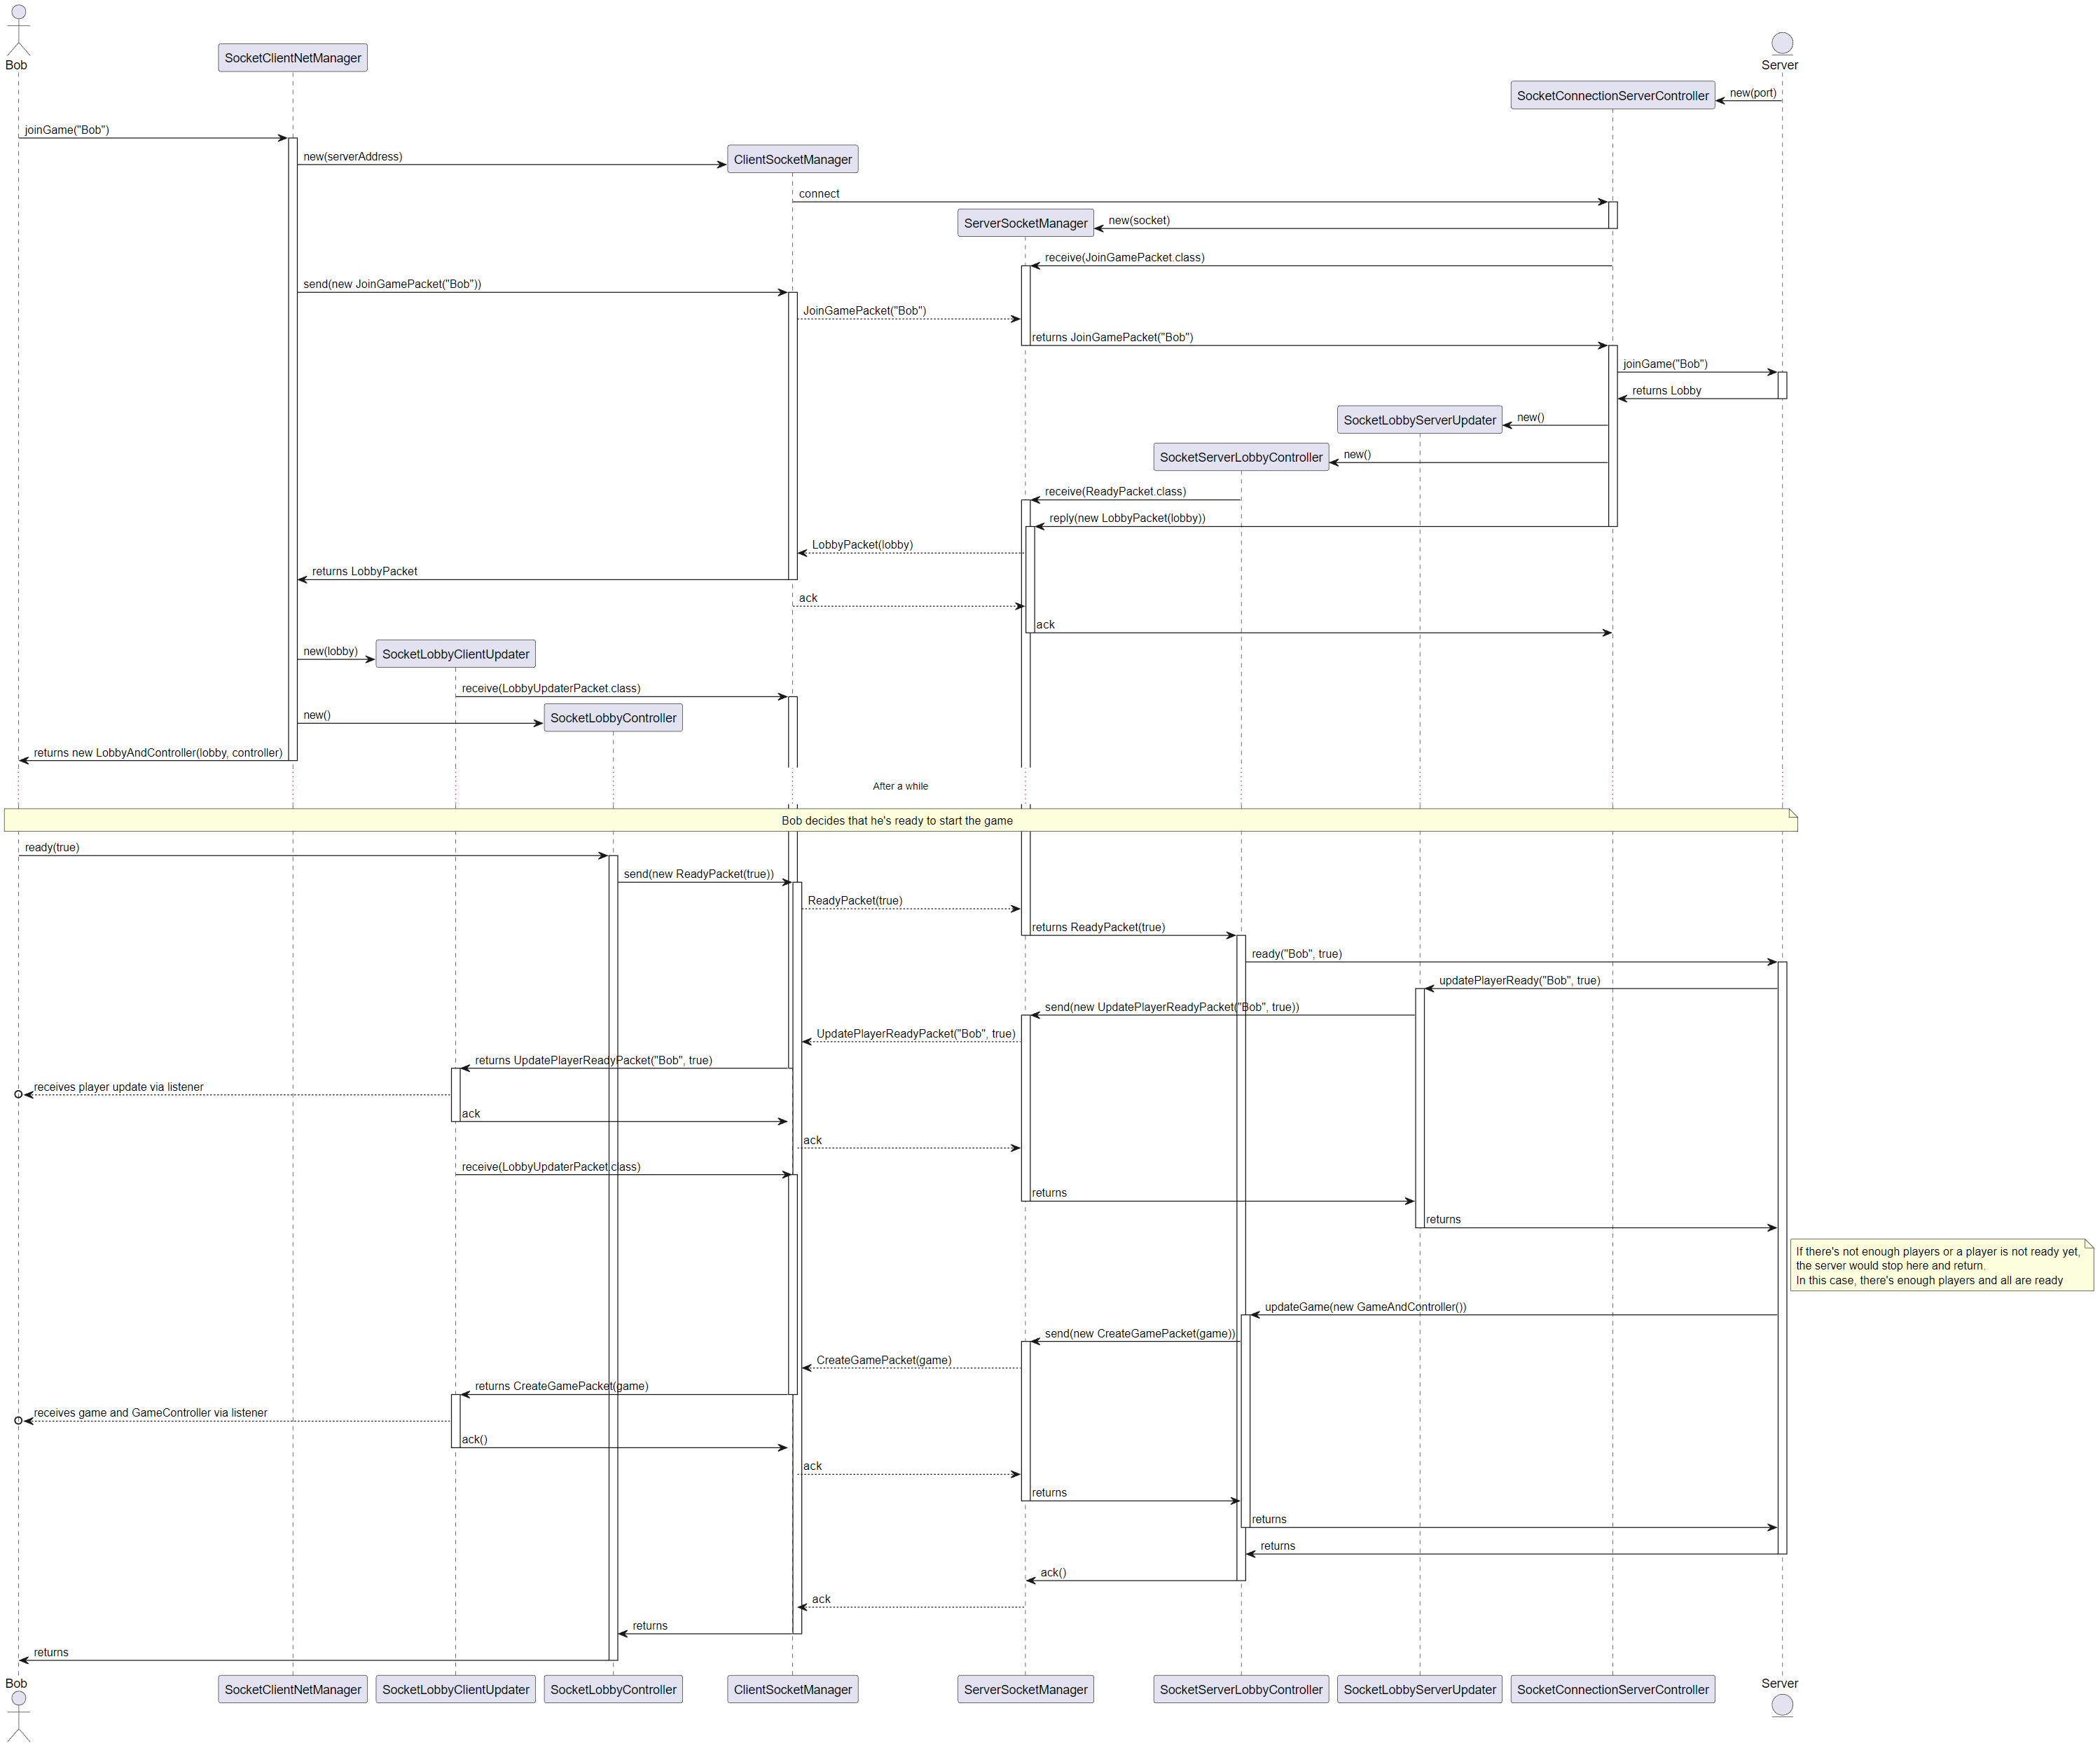 Bob
SocketClientNetManager
Server
SocketConnectionServerController
new(port)
joinGame("Bob")
new(serverAddress)
ClientSocketManager
connect
ServerSocketManager
new(socket)
receive(JoinGamePacket.class)
send(new JoinGamePacket("Bob"))
JoinGamePacket("Bob")
returns JoinGamePacket("Bob")
joinGame("Bob")
returns Lobby
SocketLobbyServerUpdater
new()
SocketServerLobbyController
new()
receive(ReadyPacket.class)
reply(new LobbyPacket(lobby))
LobbyPacket(lobby)
returns LobbyPacket
ack
ack
new(lobby)
SocketLobbyClientUpdater
receive(LobbyUpdaterPacket.class)
new()
SocketLobbyController
returns new LobbyAndController(lobby, controller)
After a while
Bob decides that he's ready to start the game
ready(true)
send(new ReadyPacket(true))
ReadyPacket(true)
returns ReadyPacket(true)
ready("Bob", true)
updatePlayerReady("Bob", true)
send(new UpdatePlayerReadyPacket("Bob", true))
UpdatePlayerReadyPacket("Bob", true)
returns UpdatePlayerReadyPacket("Bob", true)
receives player update via listener
ack
ack
receive(LobbyUpdaterPacket.class)
returns
returns
If there's not enough players or a player is not ready yet,
the server would stop here and return.
In this case, there's enough players and all are ready
updateGame(new GameAndController())
send(new CreateGamePacket(game))
CreateGamePacket(game)
returns CreateGamePacket(game)
receives game and GameController via listener
ack()
ack
returns
returns
returns
ack()
ack
returns
returns
Bob
SocketClientNetManager
SocketLobbyClientUpdater
SocketLobbyController
ClientSocketManager
ServerSocketManager
SocketServerLobbyController
SocketLobbyServerUpdater
SocketConnectionServerController
Server